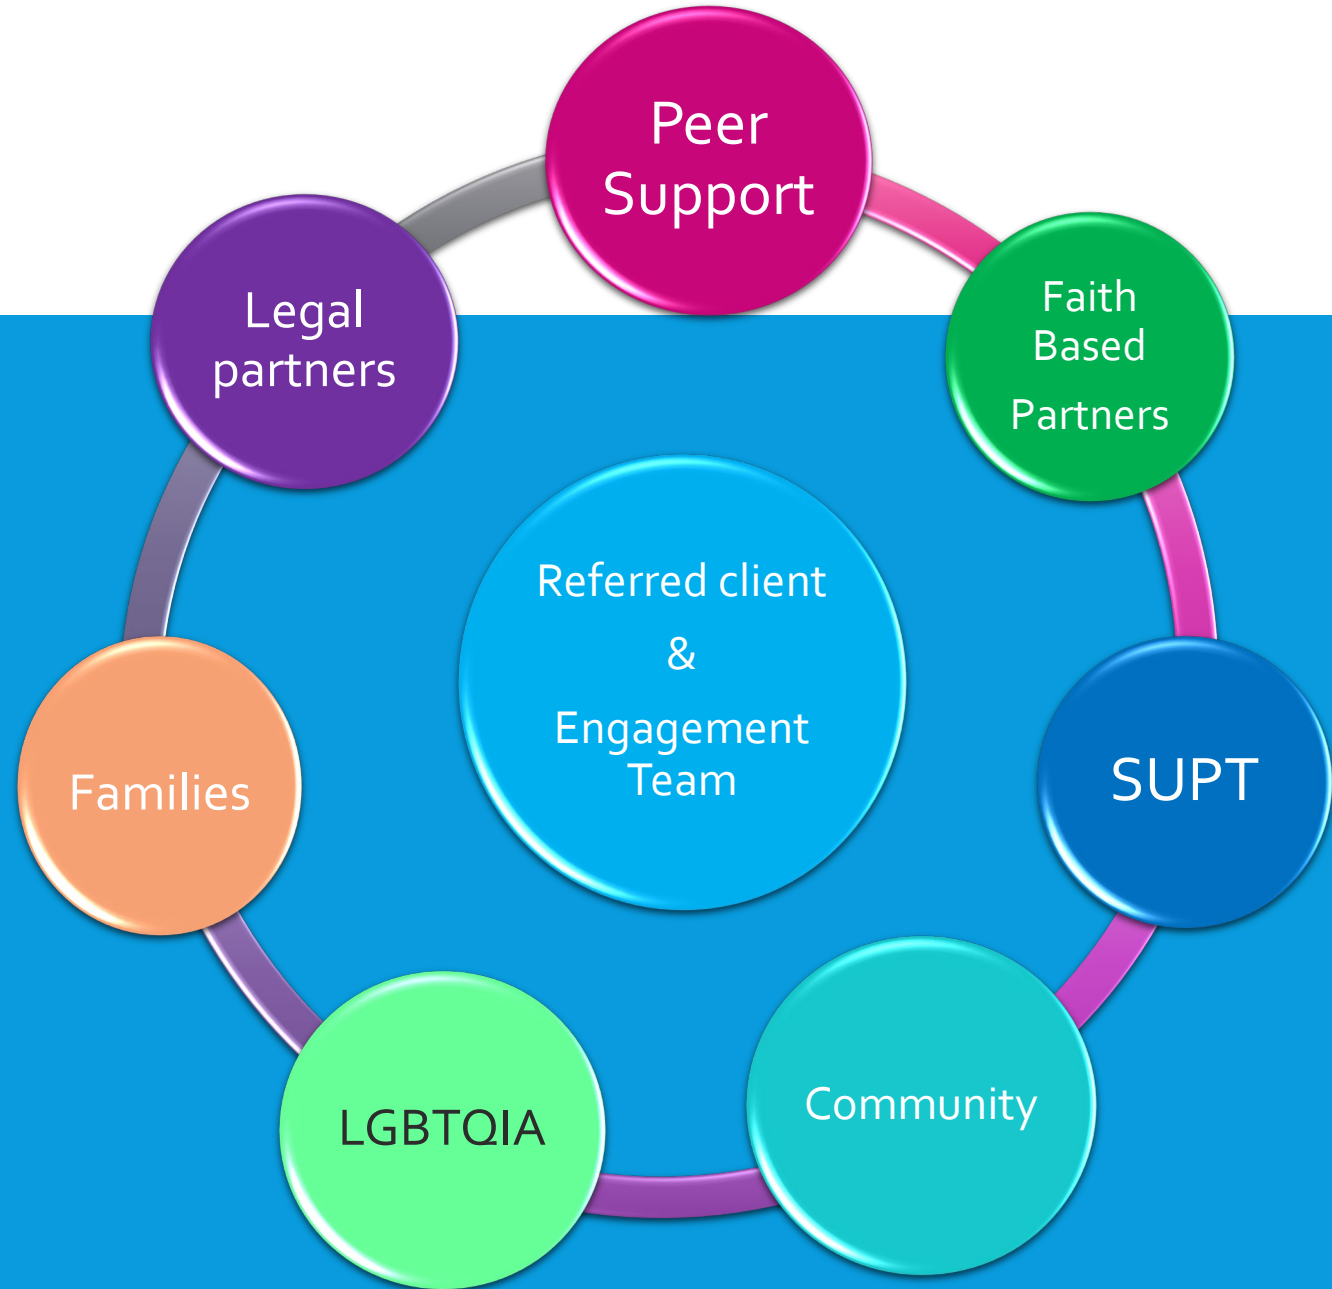 Peer
Support
Faith
Based
Partners
SUPT
Community
LGBTQIA
Families
Legal
partners
Referred client
&
Engagement
Team